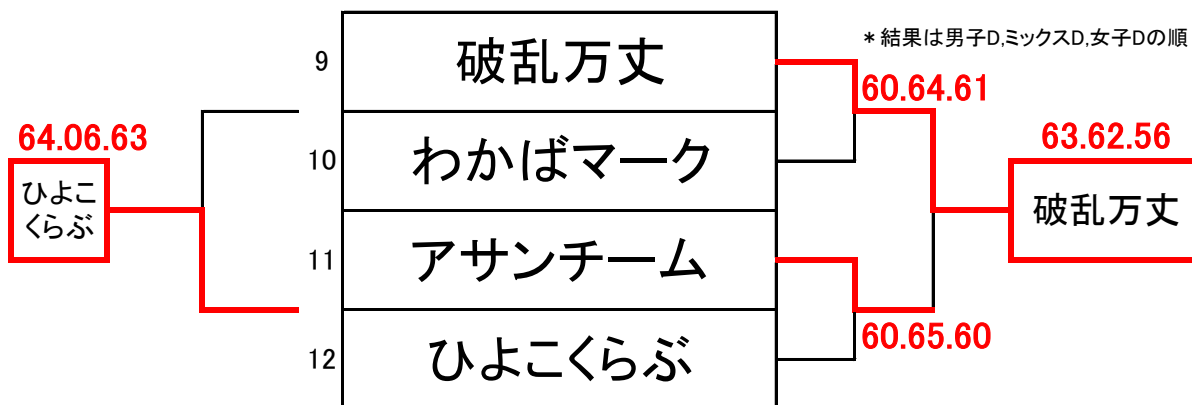 *結果は男子D,ミックスD,女子Dの順
9
破乱万丈
60.64.61
64.06.63
ひよこ
くらぶ
10
わかばマーク
63.62.56
破乱万丈
11
アサンチーム
60.65.60
12
ひよこくらぶ